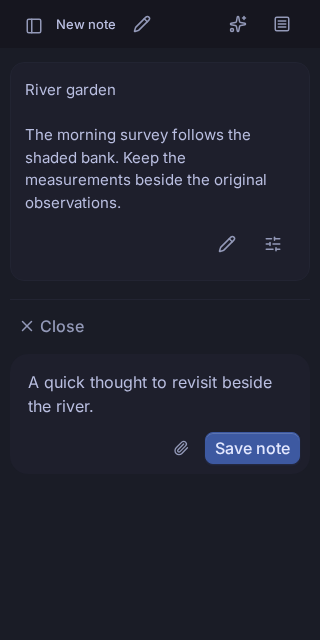 New note
River garden
The morning survey follows the
shaded bank. Keep the
measurements beside the original
observations.
Close
A quick thought to revisit beside
the river.
Save note